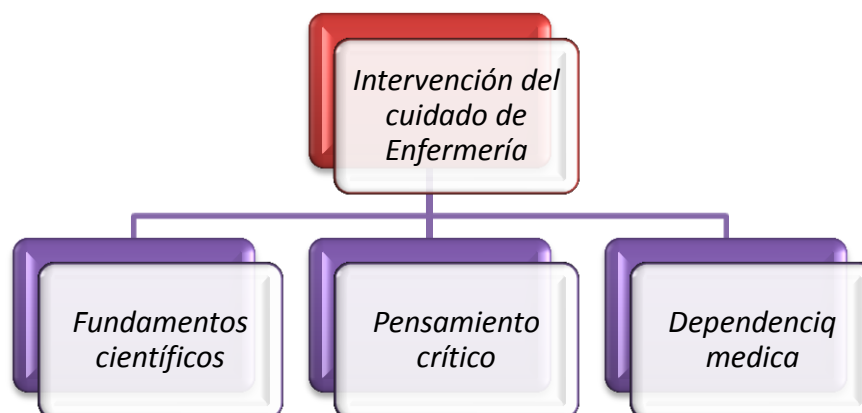 Intervención del
cuidado de
Enfermería
Fundamentos
científicos
Pensamiento
crítico
Dependenciq
medica